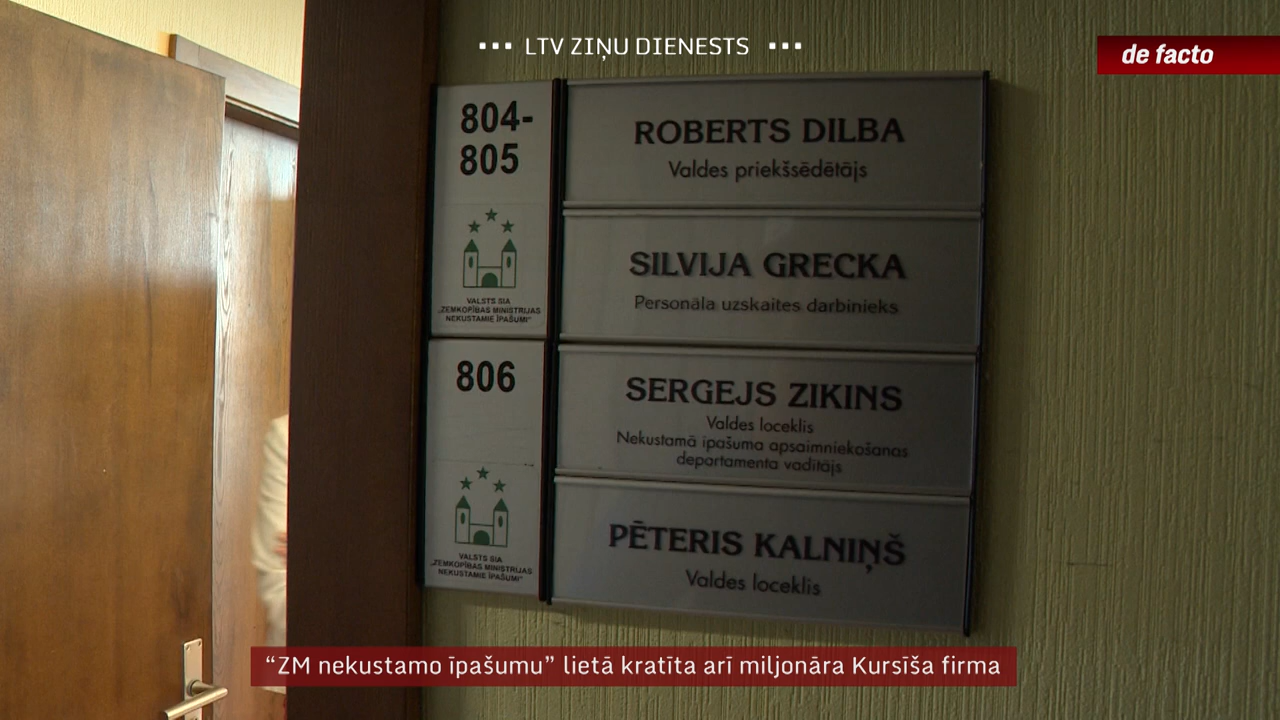 LTV ZIŅU DIENESTS
de facto
804-
805
VALSTS SIA
„ZEMKOPĪBAS MINISTRIJAS
NEKUSTAMIE ĪPAŠUMI"
ROBERTS DILBA
Valdes priekšsēdētājs
SILVIJA GRECKA
Personāla uzskaites darbinieks
806
VALSTS SIA
„ZEMKOPĪBAS MINISTRIJAS
NEKUSTAMIE ĪPAŠUMI"
SERGEJS ZIKINS
Valdes loceklis
Nekustamā īpašuma apsaimniekošanas
departamenta vadītājs
PĒTERIS KALNIŅŠ
Valdes loceklis
“ZM nekustamo īpašumu” lietā kratīta arī miljonāra Kursīša firma